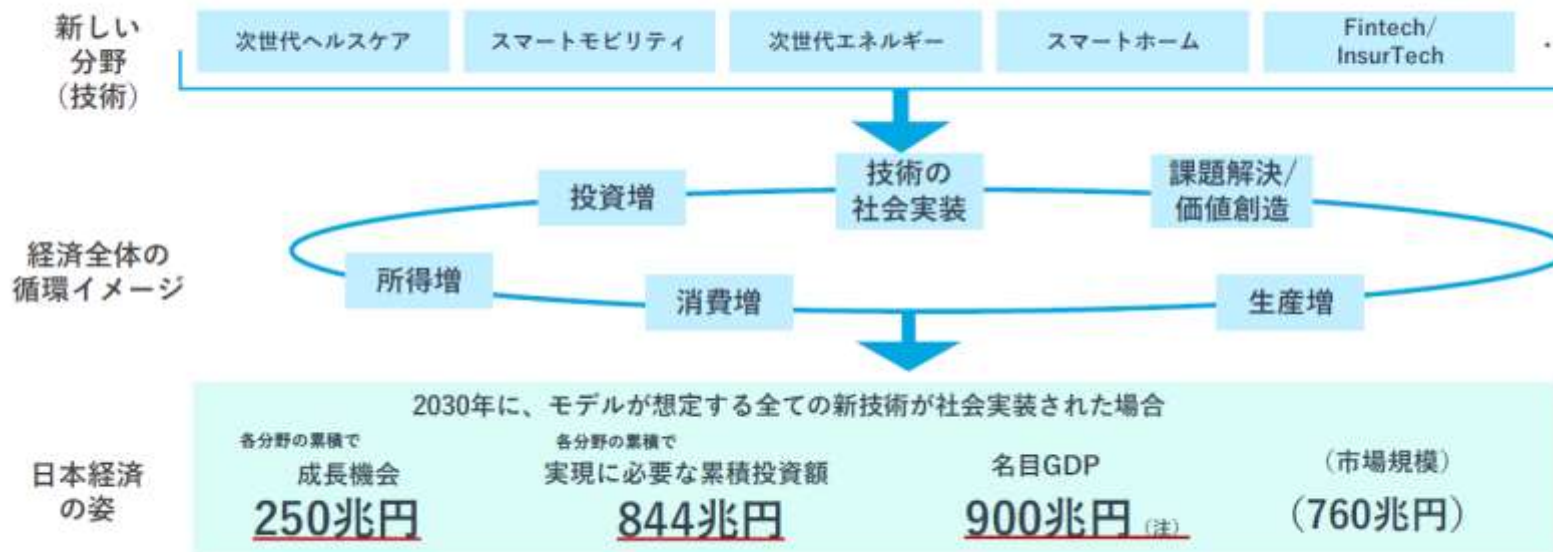 新しい
分野
（技術）
次世代ヘルスケア
スマートモビリティ
次世代エネルギー
スマートホーム
Fintech/
InsurTech
経済全体の
循環イメージ
投資増
技術の
社会実装
課題解決/
価値創造
所得増
消費増
生産増
日本経済
の姿
2030年に、モデルが想定する全ての新技術が社会実装された場合
各分野の累積で
成長機会
250兆円
各分野の累積で
実現に必要な累積投資額
844兆円
名目GDP
900兆円（注）
（市場規模）
（760兆円）